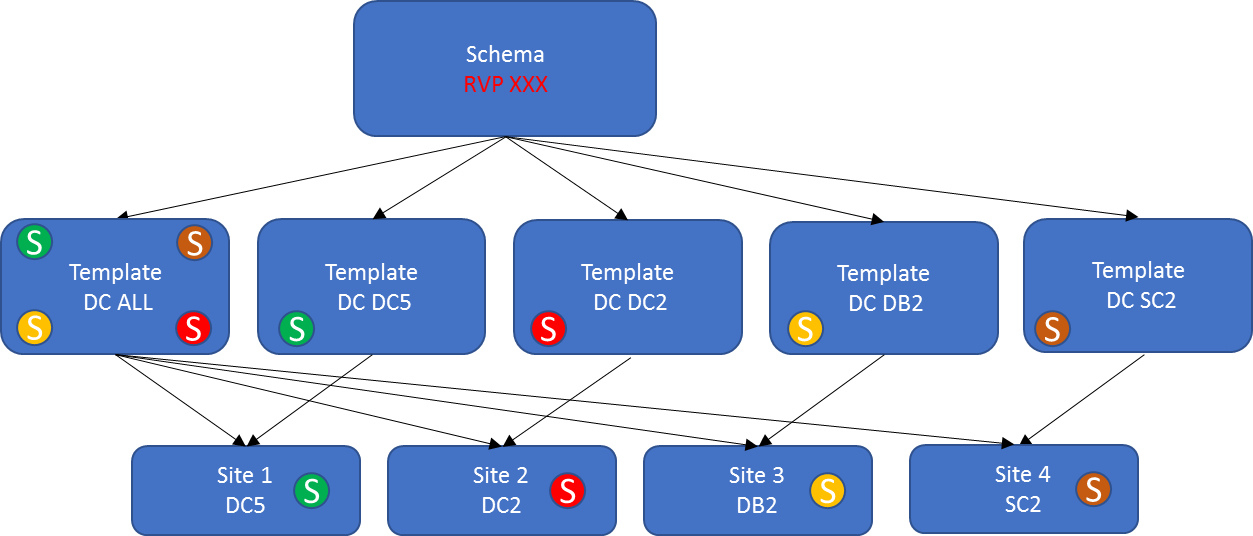 Schema
RVP XXX
S
S
Template
DC ALL
S
S
Template
DC DC5
S
Template
DC DC2
S
Template
DC DB2
S
Template
DC SC2
S
Site 1
DC5
S
Site 2
DC2
S
Site 3
DB2
S
Site 4
SC2
S